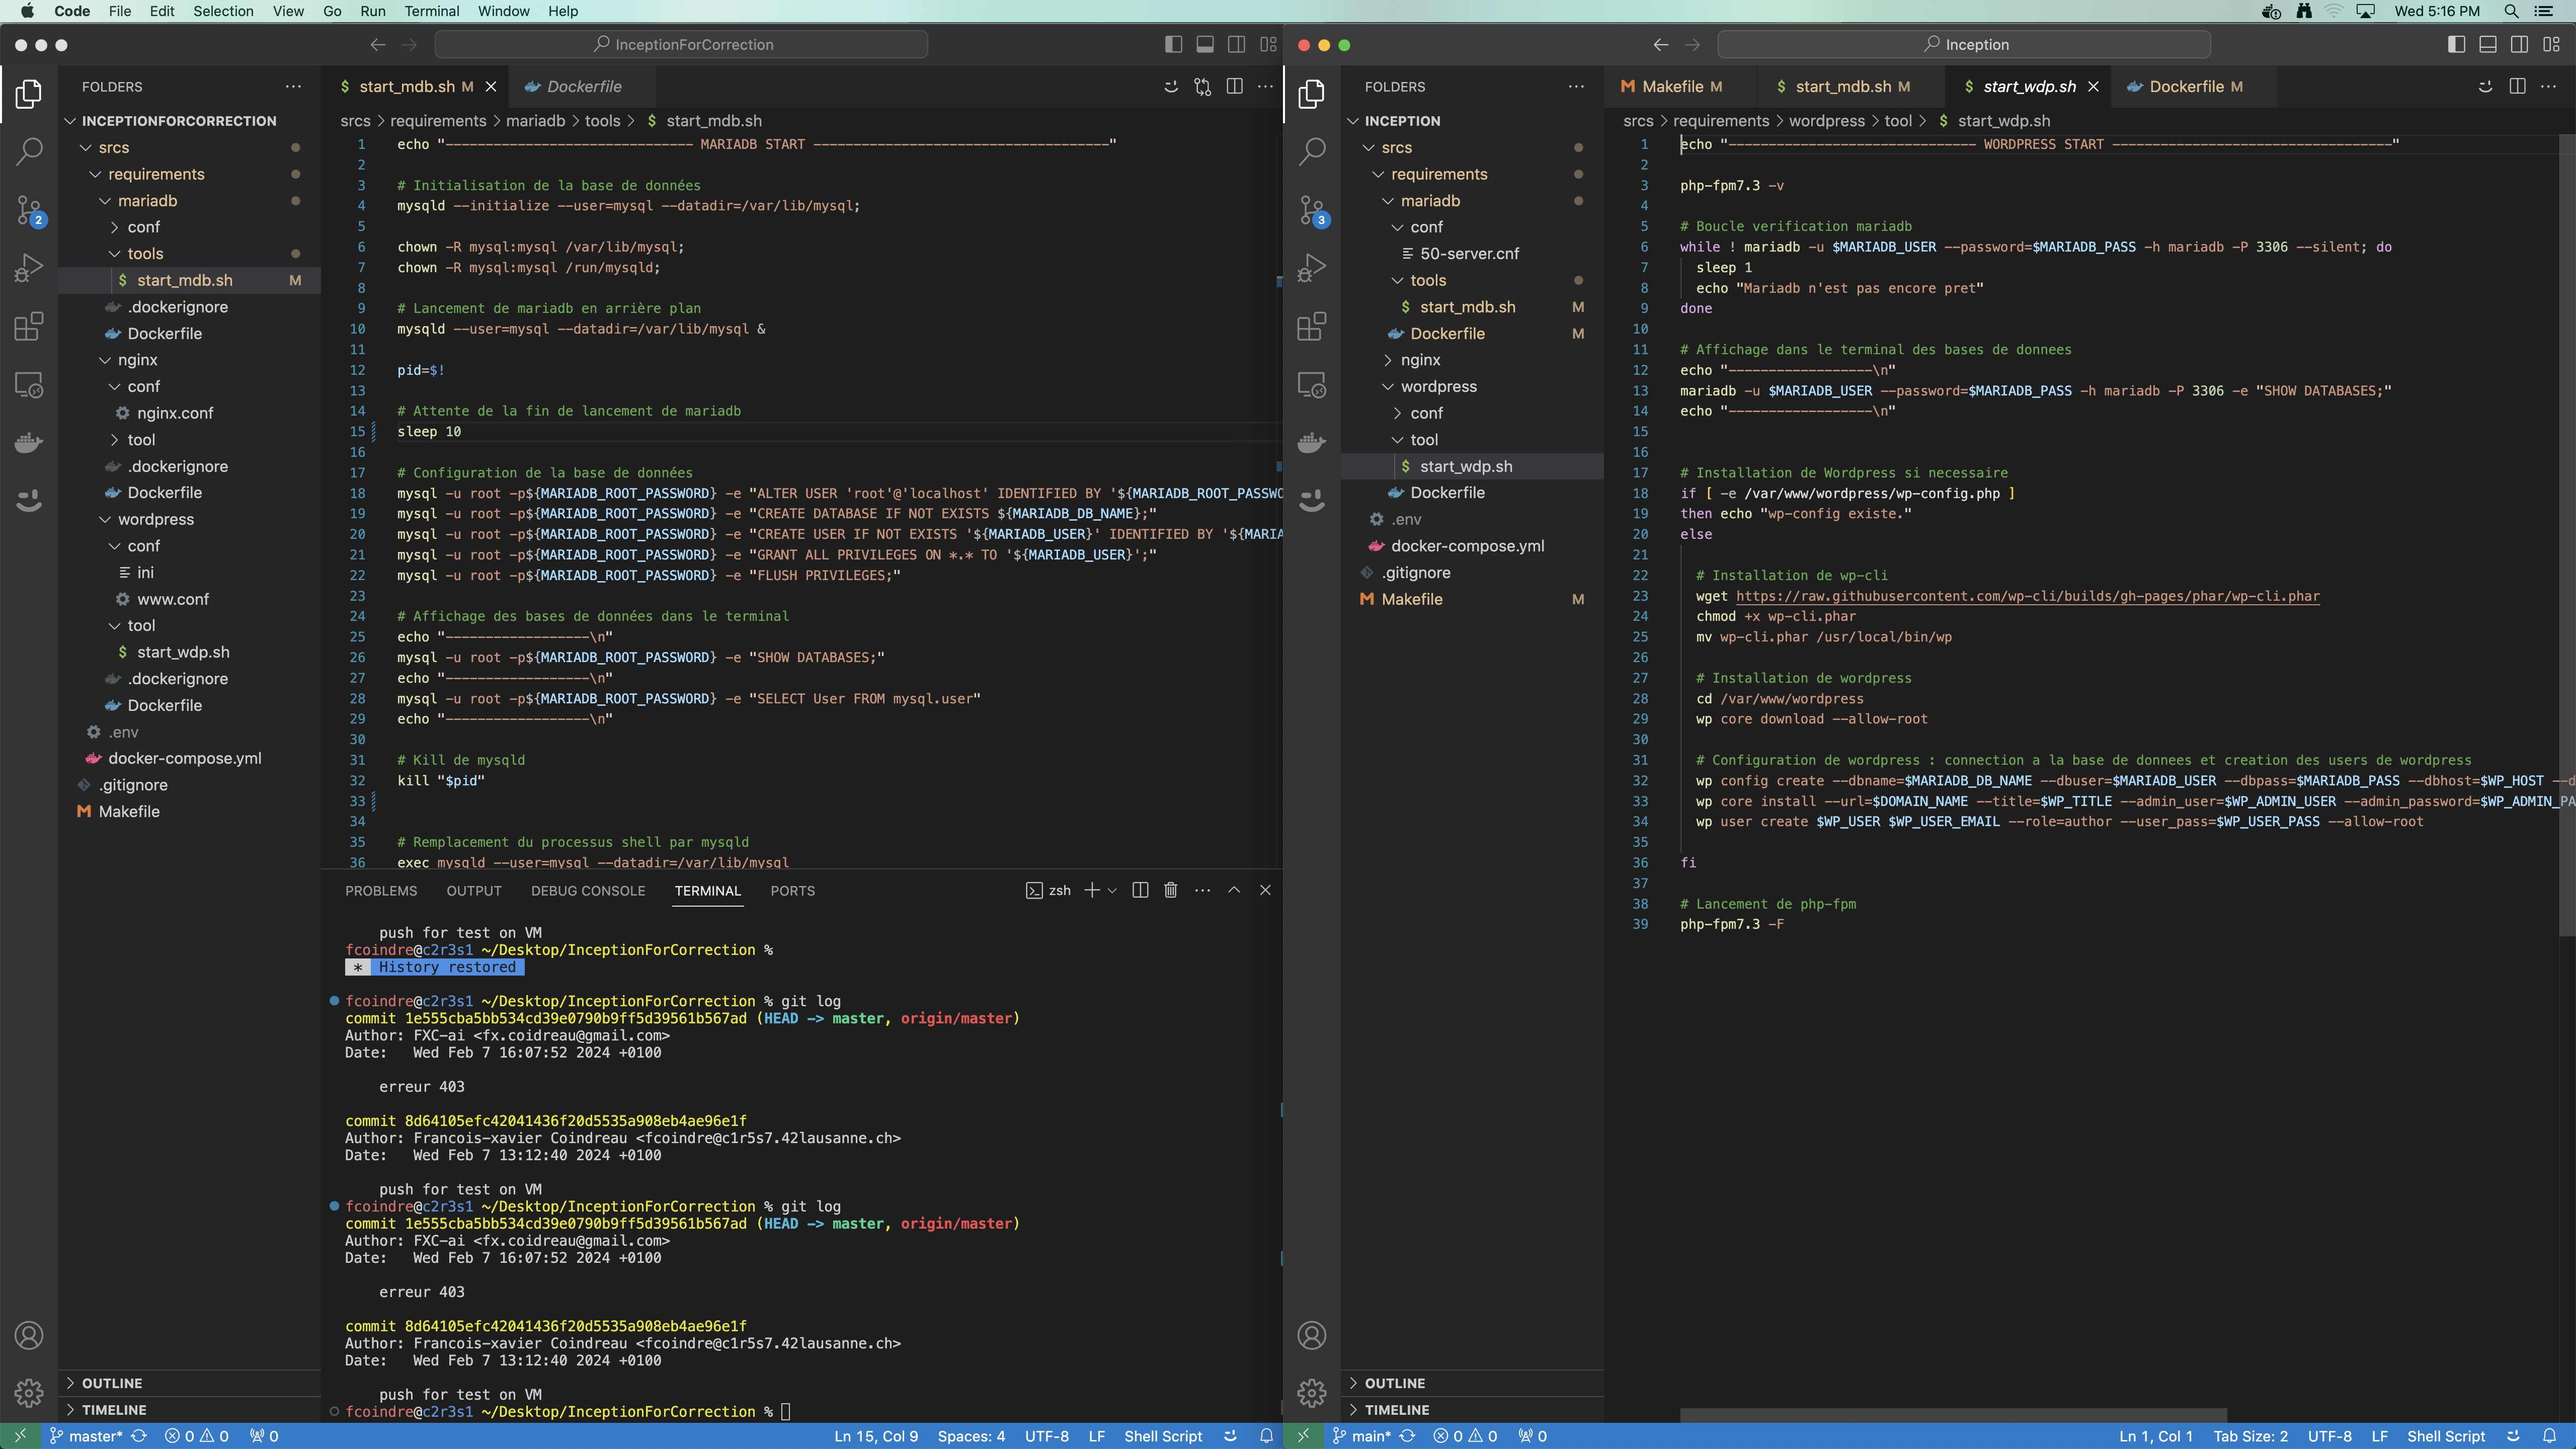 Code File Edit Selection View Go Run Terminal Window Help
Wed 5:16 PM
InceptionForCorrection
FOLDERS
INCEPTIONFORCORRECTION
srcs
requirements
mariadb
conf
tools
$ start_mdb.sh M
.dockerignore
Dockerfile
nginx
conf
nginx.conf
tool
.dockerignore
Dockerfile
wordpress
conf
ini
www.conf
tool
$ start_wdp.sh
.dockerignore
Dockerfile
.env
docker-compose.yml
.gitignore
M Makefile
OUTLINE
TIMELINE
$ start_mdb.sh M
Dockerfile
srcs > requirements > mariadb > tools > $ start_mdb.sh
1 echo "------------------------------- MARIADB START -------------------------------------"
2
3 # Initialisation de la base de données
4 mysqld --initialize --user=mysql --datadir=/var/lib/mysql;
5
6 chown -R mysql:mysql /var/lib/mysql;
7 chown -R mysql:mysql /run/mysqld;
8
9 # Lancement de mariadb en arrière plan
10 mysqld --user=mysql --datadir=/var/lib/mysql &
11
12 pid=$!
13
14 # Attente de la fin de lancement de mariadb
15 sleep 10
16
17 # Configuration de la base de données
18 mysql -u root -p${MARIADB_ROOT_PASSWORD} -e "ALTER USER 'root'@'localhost' IDENTIFIED BY '${MARIADB_ROOT_PASSWO
19 mysql -u root -p${MARIADB_ROOT_PASSWORD} -e "CREATE DATABASE IF NOT EXISTS ${MARIADB_DB_NAME};"
20 mysql -u root -p${MARIADB_ROOT_PASSWORD} -e "CREATE USER IF NOT EXISTS '${MARIADB_USER}' IDENTIFIED BY '${MARIA
21 mysql -u root -p${MARIADB_ROOT_PASSWORD} -e "GRANT ALL PRIVILEGES ON *.* TO '${MARIADB_USER}';"
22 mysql -u root -p${MARIADB_ROOT_PASSWORD} -e "FLUSH PRIVILEGES;"
23
24 # Affichage des bases de données dans le terminal
25 echo "------------------\n"
26 mysql -u root -p${MARIADB_ROOT_PASSWORD} -e "SHOW DATABASES;"
27 echo "------------------\n"
28 mysql -u root -p${MARIADB_ROOT_PASSWORD} -e "SELECT User FROM mysql.user"
29 echo "------------------\n"
30
31 # Kill de mysqld
32 kill "$pid"
33
34
35 # Remplacement du processus shell par mysqld
36 exec mysqld --user=mysql --datadir=/var/lib/mysql
PROBLEMS OUTPUT DEBUG CONSOLE TERMINAL PORTS
zsh
push for test on VM
fcoindre@c2r3s1 ~/Desktop/InceptionForCorrection %
* History restored
fcoindre@c2r3s1 ~/Desktop/InceptionForCorrection % git log
commit 1e555cba5bb534cd39e0790b9ff5d39561b567ad (HEAD -> master, origin/master)
Author: FXC-ai <fx.coidreau@gmail.com>
Date: Wed Feb 7 16:07:52 2024 +0100
erreur 403
commit 8d64105efc42041436f20d5535a908eb4ae96e1f
Author: Francois-xavier Coindreau <fcoindre@c1r5s7.42lausanne.ch>
Date: Wed Feb 7 13:12:40 2024 +0100
push for test on VM
fcoindre@c2r3s1 ~/Desktop/InceptionForCorrection % git log
commit 1e555cba5bb534cd39e0790b9ff5d39561b567ad (HEAD -> master, origin/master)
Author: FXC-ai <fx.coidreau@gmail.com>
Date: Wed Feb 7 16:07:52 2024 +0100
erreur 403
commit 8d64105efc42041436f20d5535a908eb4ae96e1f
Author: Francois-xavier Coindreau <fcoindre@c1r5s7.42lausanne.ch>
Date: Wed Feb 7 13:12:40 2024 +0100
push for test on VM
fcoindre@c2r3s1 ~/Desktop/InceptionForCorrection %
2
master* 0 0 0 Ln 15, Col 9 Spaces: 4 UTF-8 LF Shell Script
Inception
FOLDERS
INCEPTION
srcs
requirements
mariadb
conf
50-server.cnf
tools
$ start_mdb.sh M
Dockerfile M
nginx
wordpress
conf
tool
$ start_wdp.sh
Dockerfile
.env
docker-compose.yml
.gitignore
M Makefile M
OUTLINE
TIMELINE
3
M Makefile M
$ start_mdb.sh M
$ start_wdp.sh
Dockerfile M
srcs > requirements > wordpress > tool > $ start_wdp.sh
1 echo "------------------------------- WORDPRESS START -----------------------------------"
2
3 php-fpm7.3 -v
4
5 # Boucle verification mariadb
6 while ! mariadb -u $MARIADB_USER --password=$MARIADB_PASS -h mariadb -P 3306 --silent; do
7 sleep 1
8 echo "Mariadb n'est pas encore pret"
9 done
10
11 # Affichage dans le terminal des bases de donnees
12 echo "------------------\n"
13 mariadb -u $MARIADB_USER --password=$MARIADB_PASS -h mariadb -P 3306 -e "SHOW DATABASES;"
14 echo "------------------\n"
15
16
17 # Installation de Wordpress si necessaire
18 if [ -e /var/www/wordpress/wp-config.php ]
19 then echo "wp-config existe."
20 else
21
22 # Installation de wp-cli
23 wget https://raw.githubusercontent.com/wp-cli/builds/gh-pages/phar/wp-cli.phar
24 chmod +x wp-cli.phar
25 mv wp-cli.phar /usr/local/bin/wp
26
27 # Installation de wordpress
28 cd /var/www/wordpress
29 wp core download --allow-root
30
31 # Configuration de wordpress : connection a la base de donnees et creation des users de wordpress
32 wp config create --dbname=$MARIADB_DB_NAME --dbuser=$MARIADB_USER --dbpass=$MARIADB_PASS --dbhost=$WP_HOST --d
33 wp core install --url=$DOMAIN_NAME --title=$WP_TITLE --admin_user=$WP_ADMIN_USER --admin_password=$WP_ADMIN_PA
34 wp user create $WP_USER $WP_USER_EMAIL --role=author --user_pass=$WP_USER_PASS --allow-root
35
36 fi
37
38 # Lancement de php-fpm
39 php-fpm7.3 -F
main* 0 0 0 Ln 1, Col 1 Tab Size: 2 UTF-8 LF Shell Script